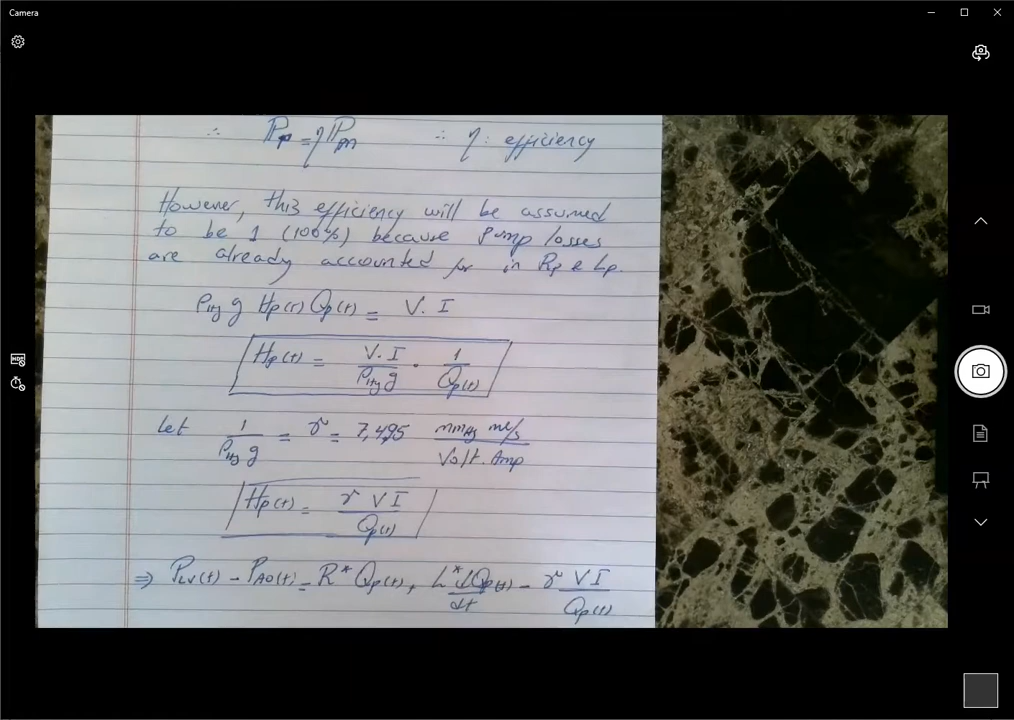 Camera
∴ Pp = η Pm ∴ η: efficiency
However, this efficiency will be assumed
to be 1 (100%) because pump losses
are already accounted for in Rp & Lp.
ρHg g Hp(t) Qp(t) = V. I
Hp(t) = V. I / ρHg g . 1 / Qp(t)
Let 1 / ρHg g = γ = 7,495 mmHg ml/s / Volt. Amp
Hp(t) = γ V I / Qp(t)
⇒ PLV(t) - PAO(t) = R* Qp(t) + L* dQp(t) / dt - γ V I / Qp(t)